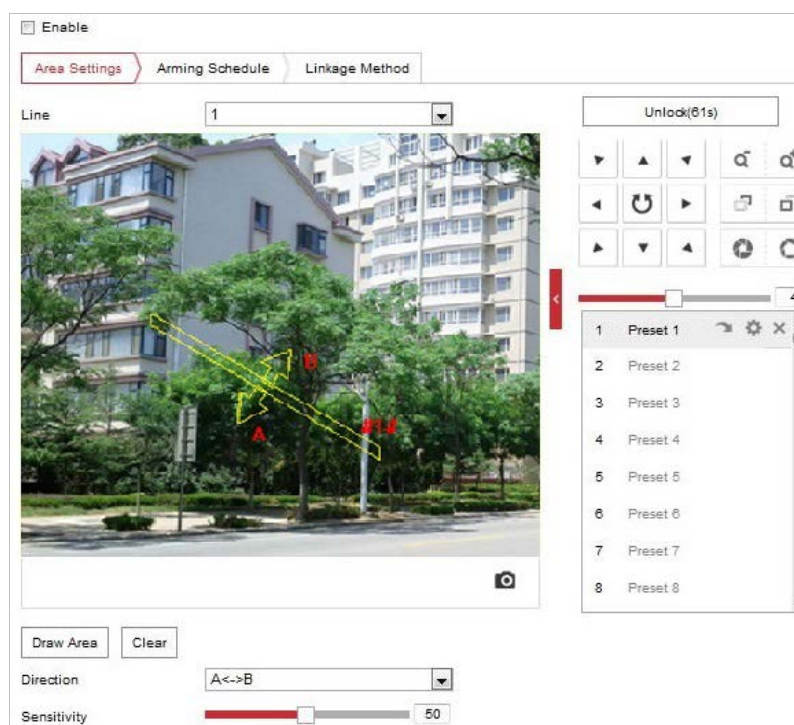 Enable
Area Settings
Arming Schedule
Linkage Method
Line
1
Unlock(61s)
B
A
#1#
4
1 Preset 1
2 Preset 2
3 Preset 3
4 Preset 4
5 Preset 5
6 Preset 6
7 Preset 7
8 Preset 8
Draw Area
Clear
Direction
A<->B
Sensitivity
50